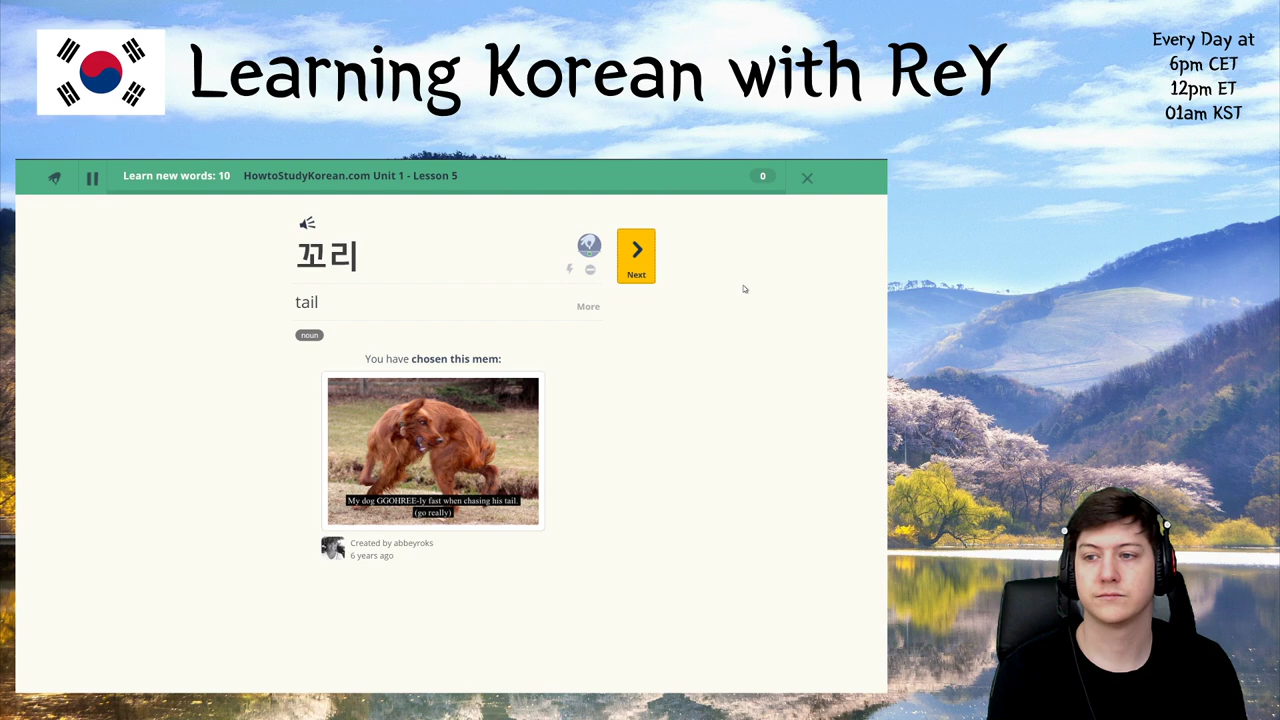 Learning Korean with ReY
Every Day at
6pm CET
12pm ET
01am KST
Learn new words: 10 HowtoStudyKorean.com Unit 1 - Lesson 5 0
꼬리
Next
tail
More
noun
You have chosen this mem:
My dog GGOHREE-ly fast when chasing his tail.
(go really)
Created by abbeyroks
6 years ago